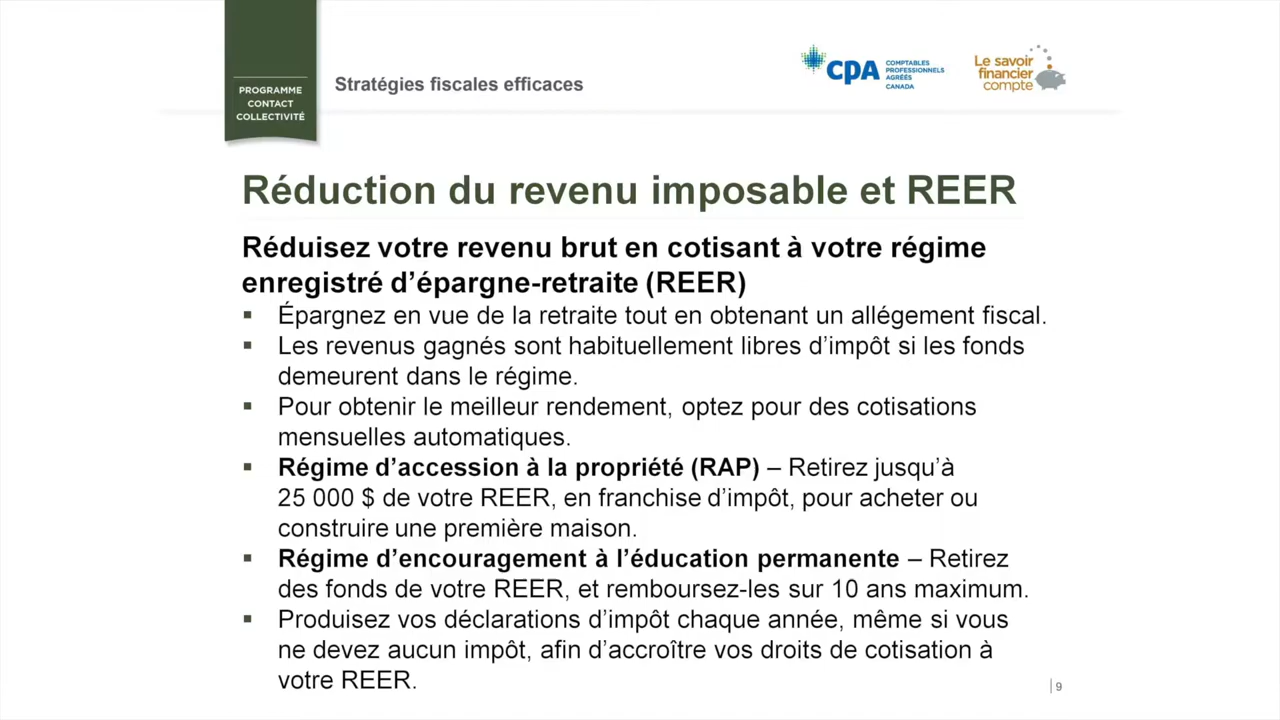 PROGRAMME
CONTACT
COLLECTIVITÉ
Stratégies fiscales efficaces
CPA
COMPTABLES
PROFESSIONNELS
AGRÉÉS
CANADA
Le savoir
financier
compte
Réduction du revenu imposable et REER
Réduisez votre revenu brut en cotisant à votre régime
enregistré d’épargne-retraite (REER)
▪ Épargnez en vue de la retraite tout en obtenant un allégement fiscal.
▪ Les revenus gagnés sont habituellement libres d’impôt si les fonds
demeurent dans le régime.
▪ Pour obtenir le meilleur rendement, optez pour des cotisations
mensuelles automatiques.
▪ Régime d’accession à la propriété (RAP) – Retirez jusqu’à
25 000 $ de votre REER, en franchise d’impôt, pour acheter ou
construire une première maison.
▪ Régime d’encouragement à l’éducation permanente – Retirez
des fonds de votre REER, et remboursez-les sur 10 ans maximum.
▪ Produisez vos déclarations d’impôt chaque année, même si vous
ne devez aucun impôt, afin d’accroître vos droits de cotisation à
votre REER.
9